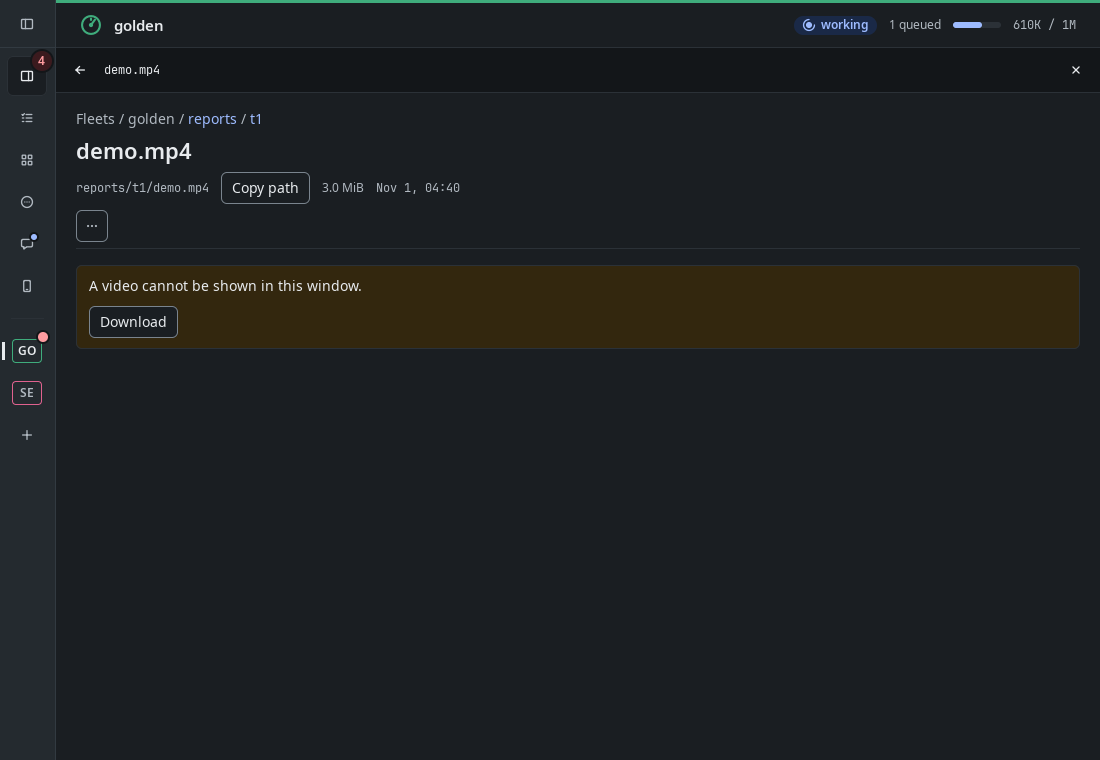 golden
working
1 queued
610K / 1M
4
demo.mp4
Fleets / golden / reports / t1
demo.mp4
reports/t1/demo.mp4
Copy path
3.0 MiB
Nov 1, 04:40
A video cannot be shown in this window.
Download
GO
SE